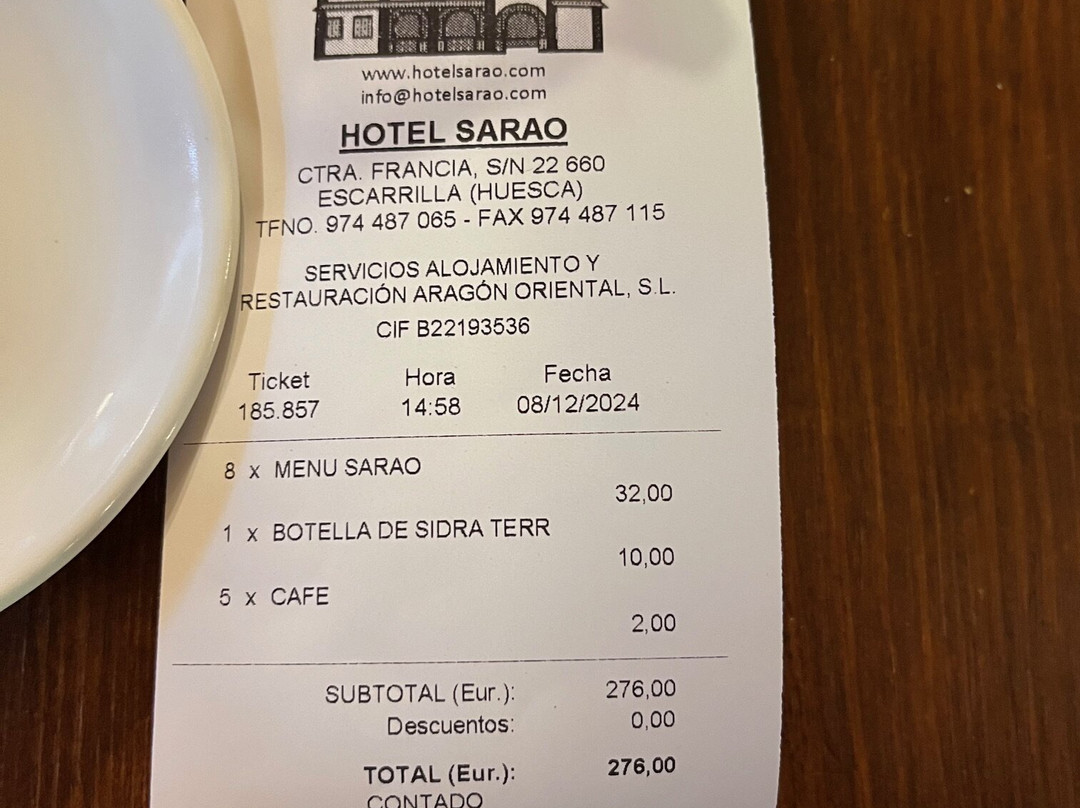 www.hotelsarao.com
info@hotelsarao.com
HOTEL SARAO
CTRA. FRANCIA, S/N 22 660
ESCARRILLA (HUESCA)
TFNO. 974 487 065 - FAX 974 487 115
SERVICIOS ALOJAMIENTO Y
RESTAURACIÓN ARAGÓN ORIENTAL, S.L.
CIF B22193536
Ticket Hora Fecha
185.857 14:58 08/12/2024
8 x MENU SARAO
32,00
1 x BOTELLA DE SIDRA TERR
10,00
5 x CAFE
2,00
SUBTOTAL (Eur.): 276,00
Descuentos: 0,00
TOTAL (Eur.): 276,00
CONTADO